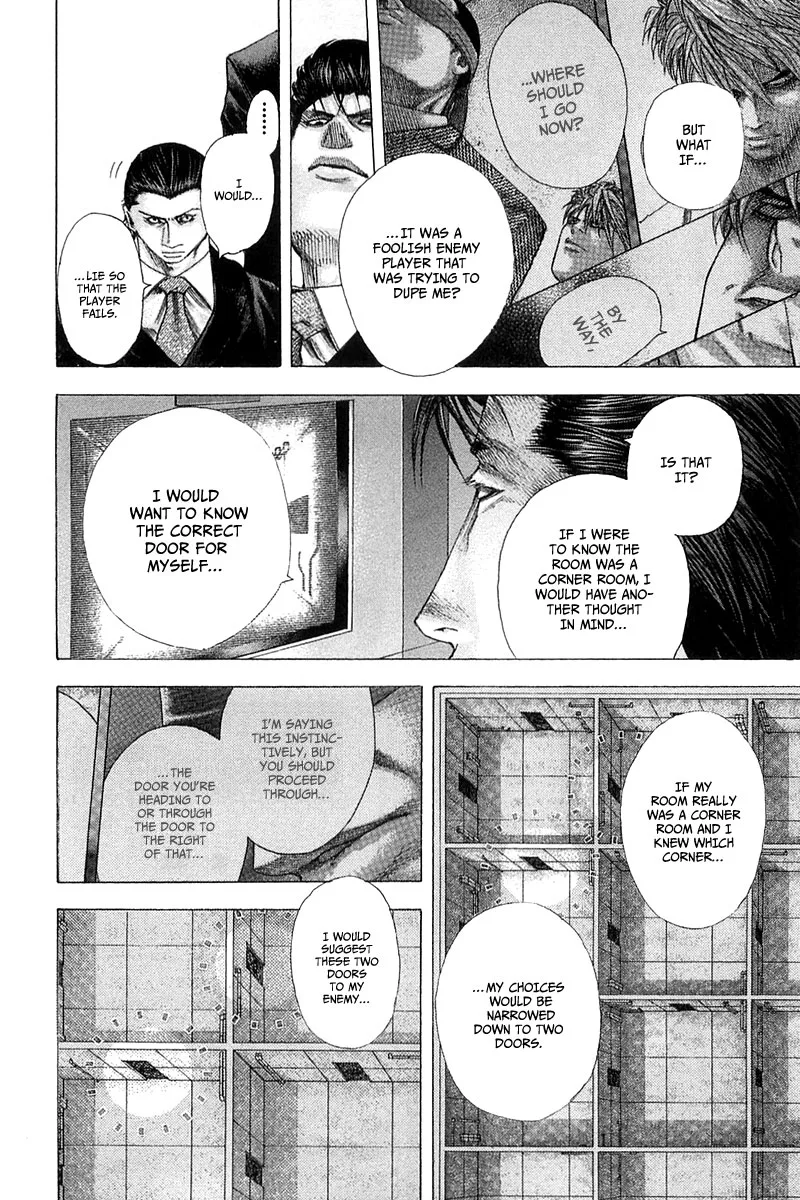 BUT
WHAT
IF...
...WHERE
SHOULD
I GO
NOW?
BY
THE
WAY,
...IT WAS A
FOOLISH ENEMY
PLAYER THAT
WAS TRYING TO
DUPE ME?
......
I
WOULD...
...LIE SO
THAT THE
PLAYER
FAILS.
IS THAT
IT?
IF I WERE
TO KNOW THE
ROOM WAS A
CORNER ROOM, I
WOULD HAVE ANO-
THER THOUGHT
IN MIND...
I WOULD
WANT TO KNOW
THE CORRECT
DOOR FOR
MYSELF...
IF MY
ROOM REALLY
WAS A CORNER
ROOM AND I
KNEW WHICH
CORNER...
...MY CHOICES
WOULD BE
NARROWED
DOWN TO TWO
DOORS.
I'M SAYING
THIS INSTINC-
TIVELY, BUT
YOU SHOULD
PROCEED
THROUGH...
...THE
DOOR YOU'RE
HEADING TO
OR THROUGH
THE DOOR TO
THE RIGHT
OF THAT...
I WOULD
SUGGEST
THESE TWO
DOORS
TO MY
ENEMY...